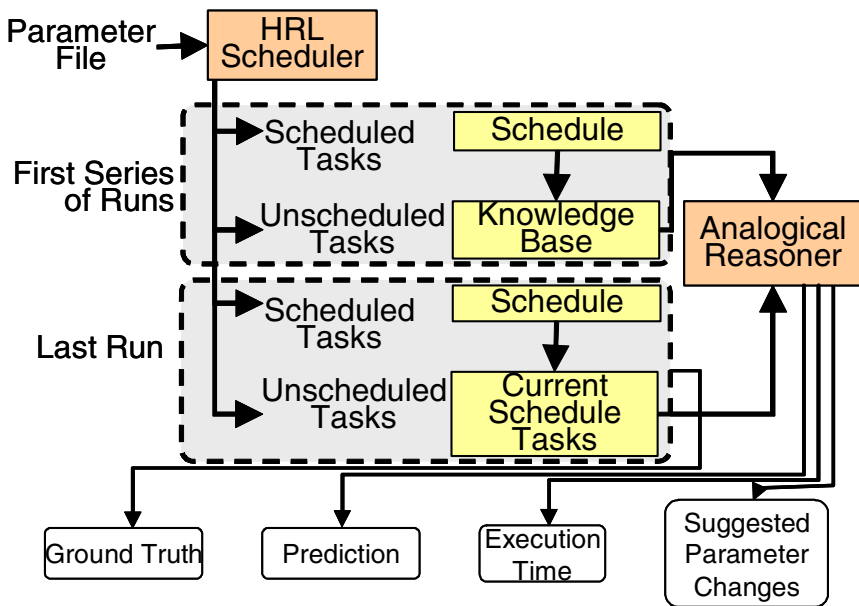 Parameter
File
HRL
Scheduler
First Series
of Runs
Scheduled
Tasks
Schedule
Unscheduled
Tasks
Knowledge
Base
Analogical
Reasoner
Last Run
Scheduled
Tasks
Schedule
Unscheduled
Tasks
Current
Schedule
Tasks
Ground Truth
Prediction
Execution
Time
Suggested
Parameter
Changes